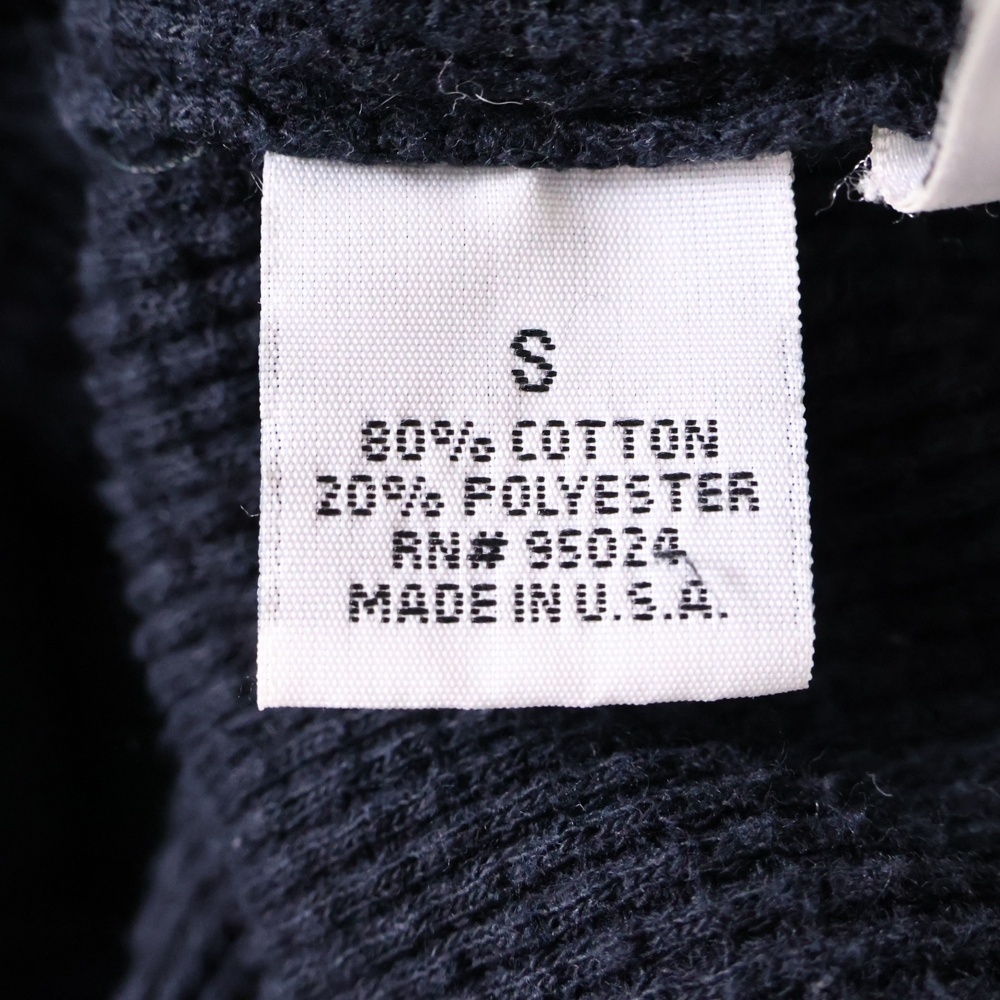 S
80% COTTON
20% POLYESTER
RN# 95024
MADE IN U.S.A.